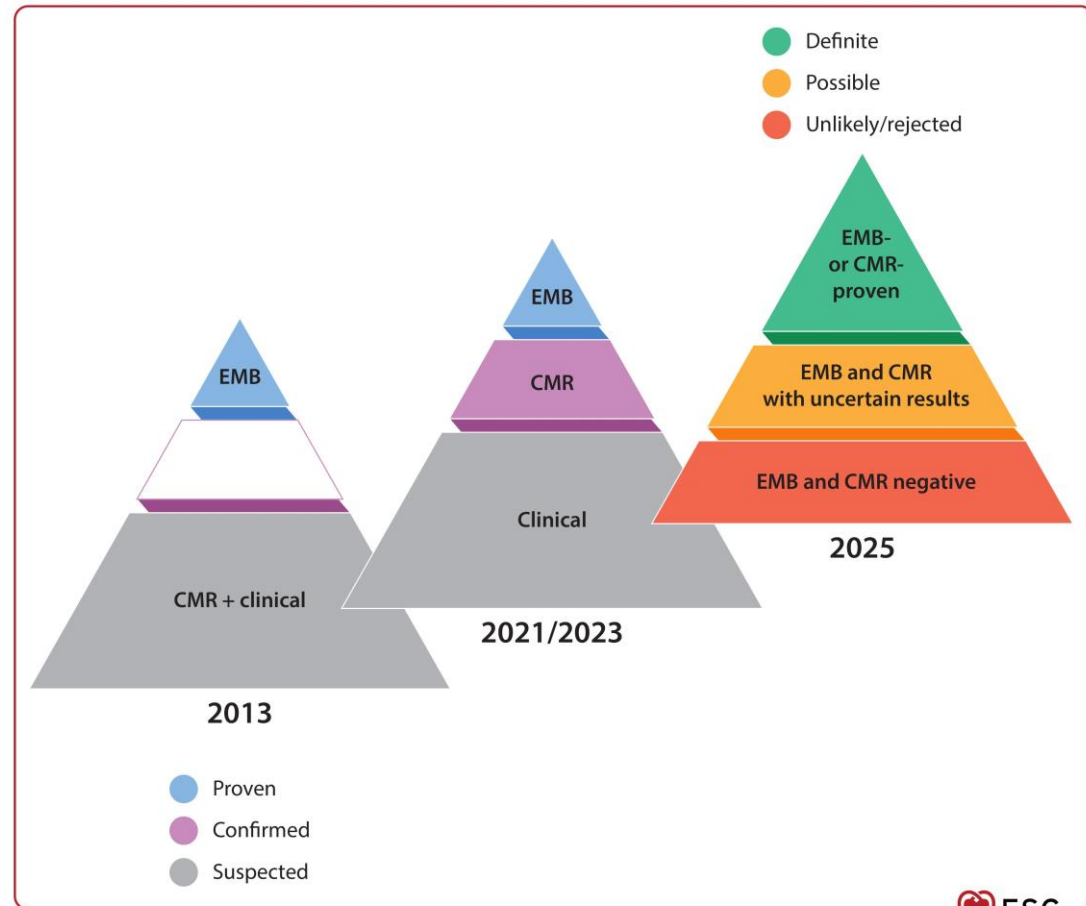 Definite
Possible
Unlikely/rejected
EMB-
or CMR-
proven
EMB
EMB and CMR
with uncertain results
EMB
CMR
EMB and CMR negative
Clinical
2025
CMR + clinical
2021/2023
2013
Proven
Confirmed
Suspected
ESC